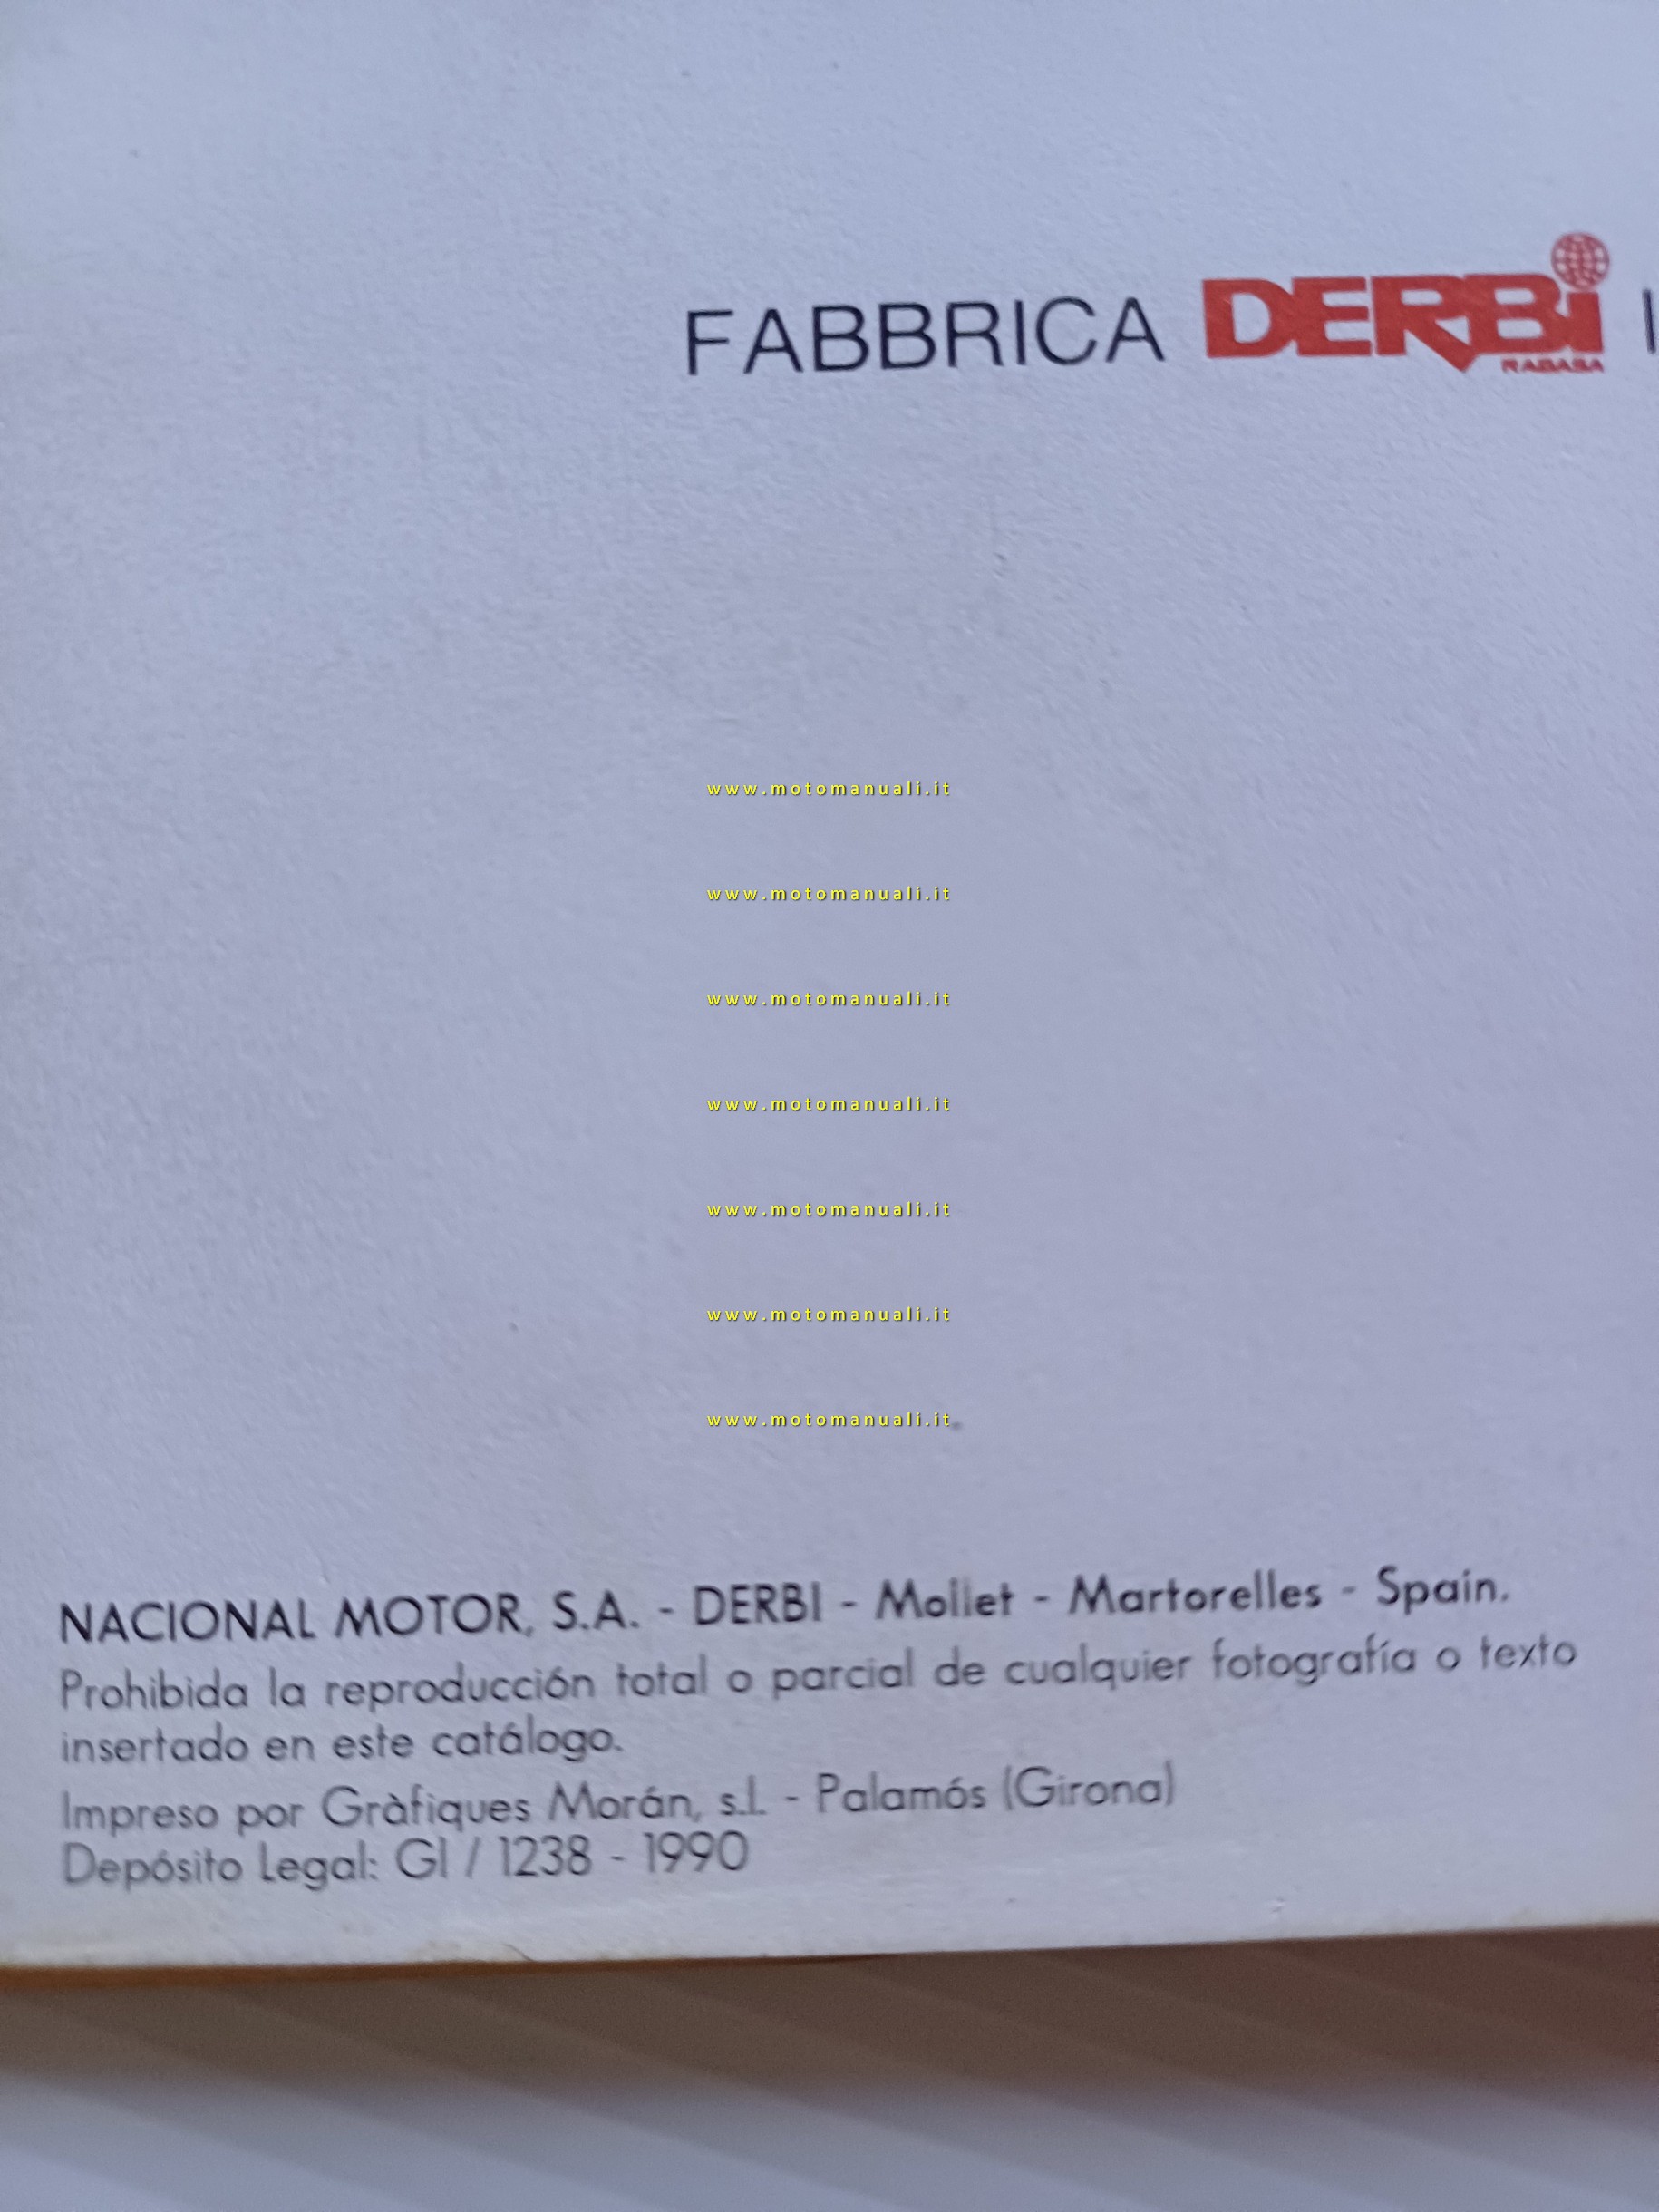 FABBRICA DERBi
RABASA
www.motomanuali.it
www.motomanuali.it
www.motomanuali.it
www.motomanuali.it
www.motomanuali.it
www.motomanuali.it
www.motomanuali.it
NACIONAL MOTOR, S.A. - DERBI - Mollet - Martorelles - Spain.
Prohibida la reproducción total o parcial de cualquier fotografía o texto
insertado en este catálogo.
Impreso por Gràfiques Morán, s.l. - Palamós (Girona)
Depósito Legal: GI / 1238 - 1990